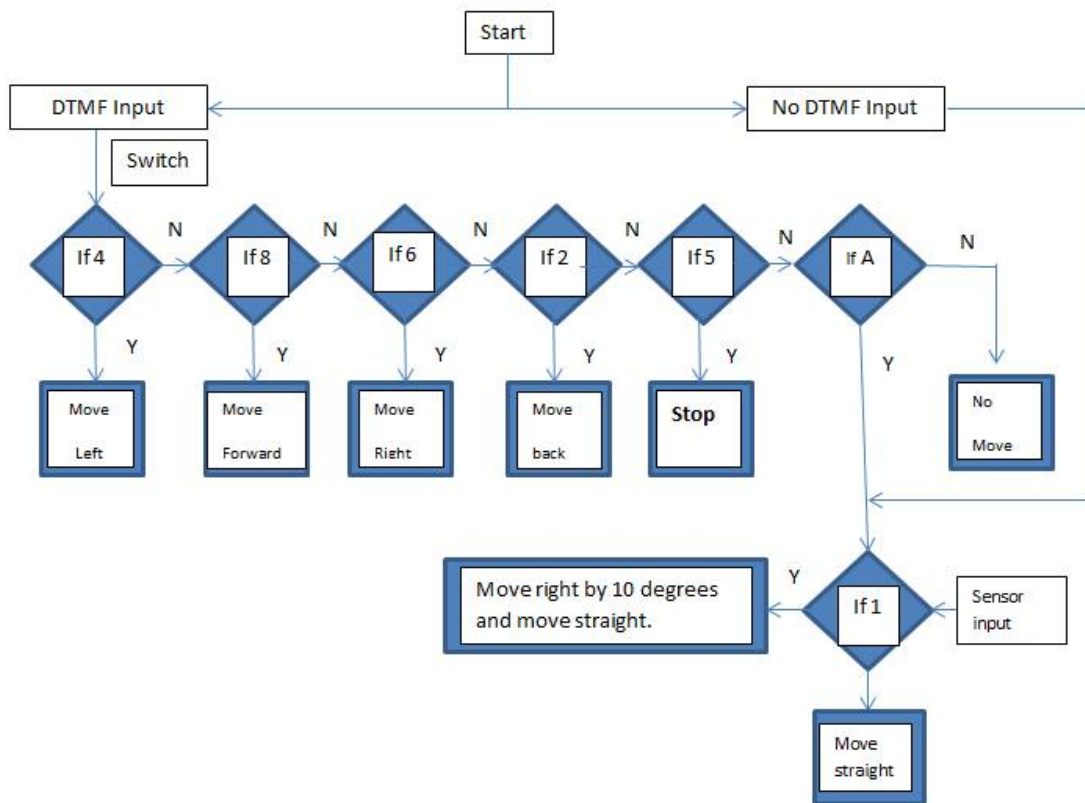 Start
DTMF Input
No DTMF Input
Switch
If 4
N
If 8
N
If 6
N
If 2
N
If 5
N
If A
N
Y
Y
Y
Y
Y
Y
Move
Left
Move
Forward
Move
Right
Move
back
Stop
No
Move
Move right by 10 degrees
and move straight.
Y
If 1
Sensor
input
Move
straight